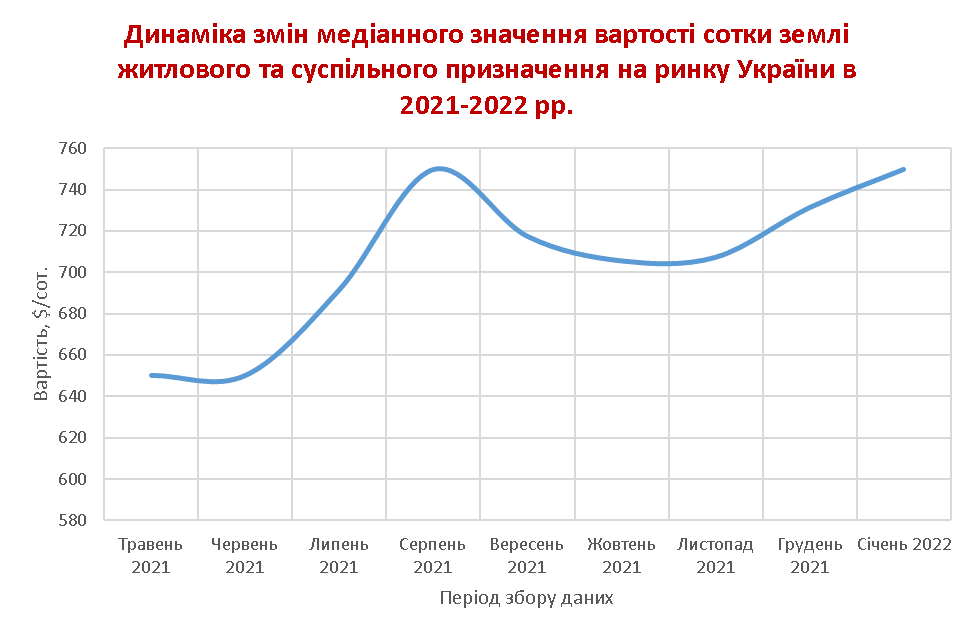 Динаміка змін медіанного значення вартості сотки землі
житлового та суспільного призначення на ринку України в
2021-2022 рр.
760
740
720
700
680
660
640
620
600
580
Вартість, $/сот.
Травень 2021
Червень 2021
Липень 2021
Серпень 2021
Вересень 2021
Жовтень 2021
Листопад 2021
Грудень 2021
Січень 2022
Період збору даних